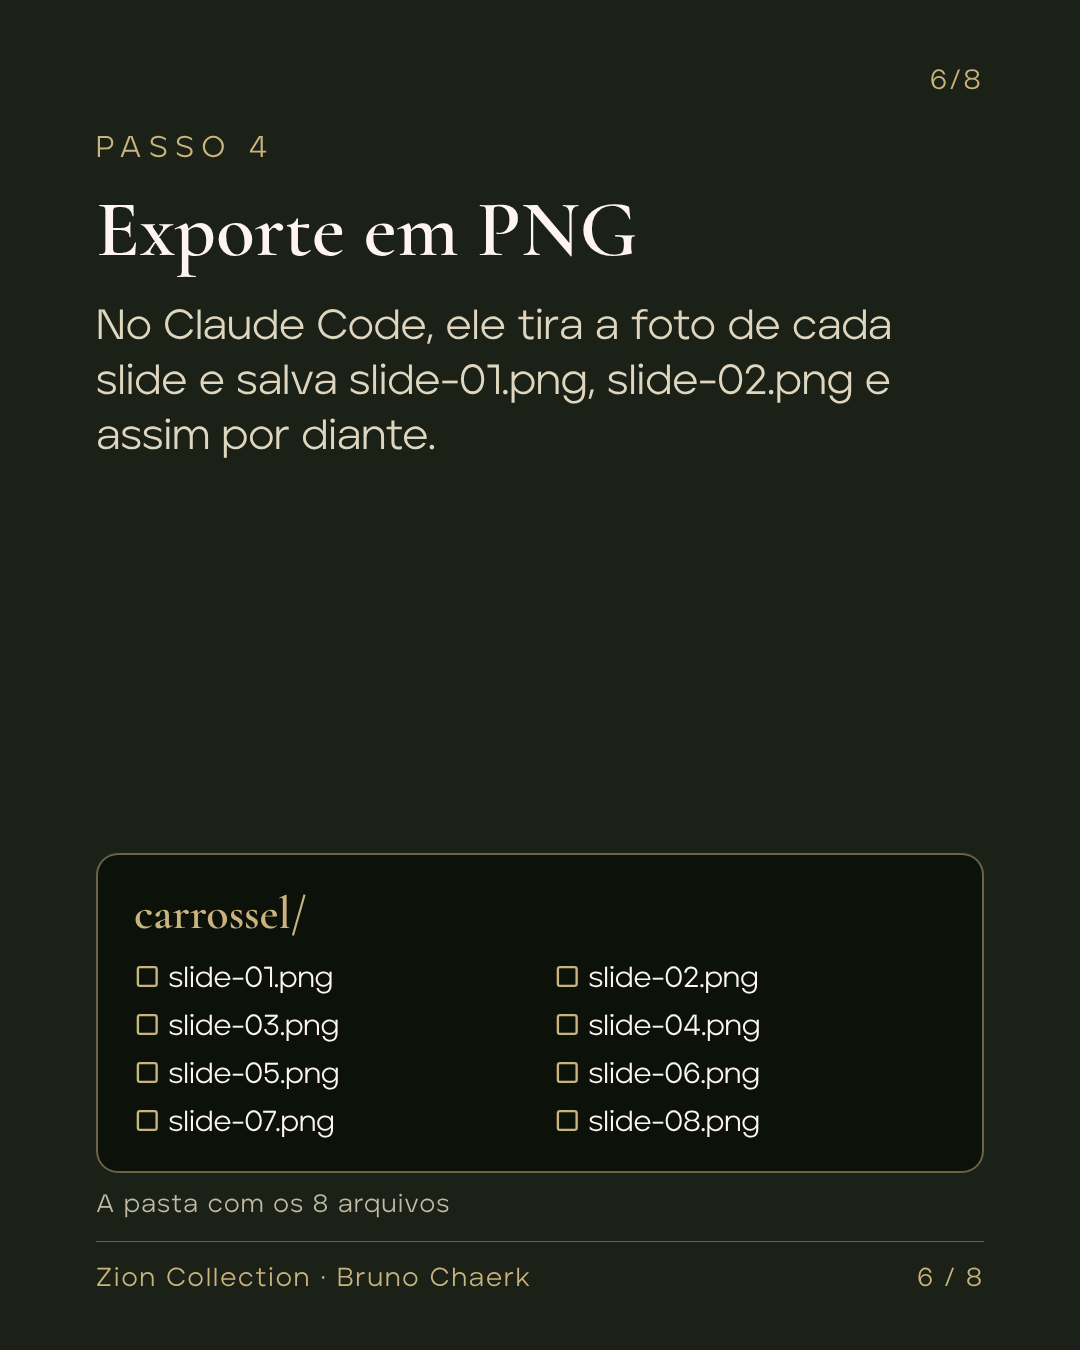 6/8
PASSO 4
Exporte em PNG
No Claude Code, ele tira a foto de cada
slide e salva slide-01.png, slide-02.png e
assim por diante.
carrossel/
slide-01.png
slide-02.png
slide-03.png
slide-04.png
slide-05.png
slide-06.png
slide-07.png
slide-08.png
A pasta com os 8 arquivos
Zion Collection · Bruno Chaerk
6 / 8